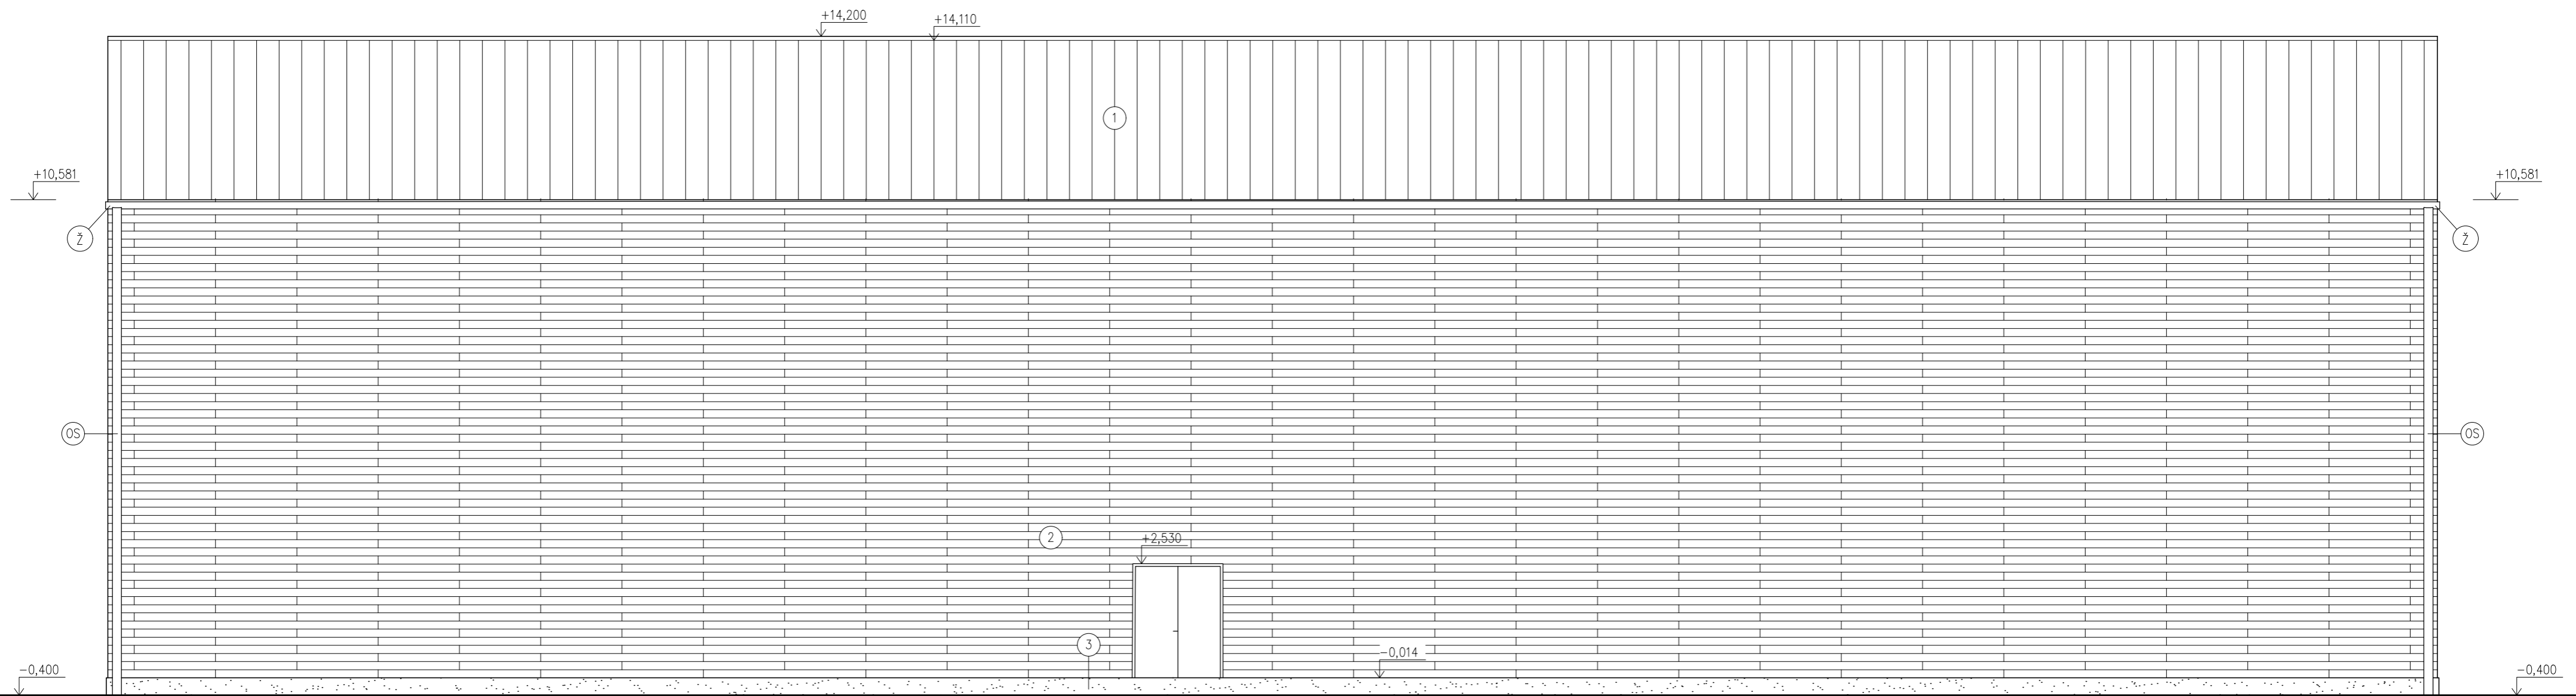 +14,200
+14,110
1
+10,581
+10,581
Ž
Ž
OS
OS
2
+2,530
3
-0,014
-0,400
-0,400